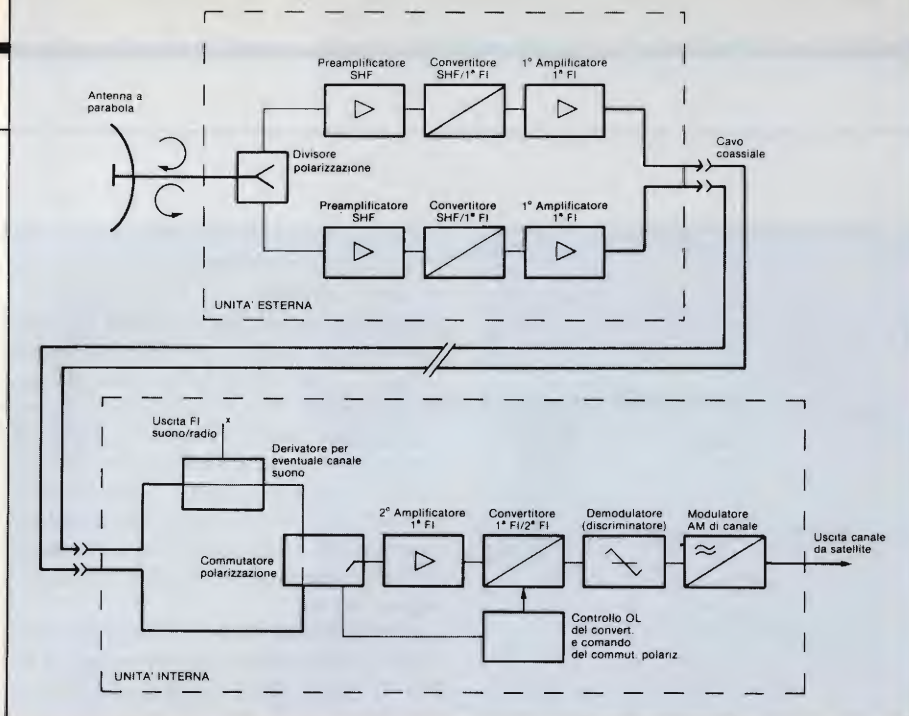 Antenna a
parabola
Preamplificatore
SHF
Convertitore
SHF/1ª FI
1° Amplificatore
1ª FI
Divisore
polarizzazione
Cavo
coassiale
Preamplificatore
SHF
Convertitore
SHF/1ª FI
1° Amplificatore
1ª FI
UNITA' ESTERNA
Uscita FI
suono/radio
x
Derivatore per
eventuale canale
suono
Commutatore
polarizzazione
2° Amplificatore
1ª FI
Convertitore
1ª FI/2ª FI
Demodulatore
(discriminatore)
Modulatore
AM di canale
Uscita canale
da satellite
Controllo OL
del convert.
e comando
del commut. polariz.
UNITA' INTERNA